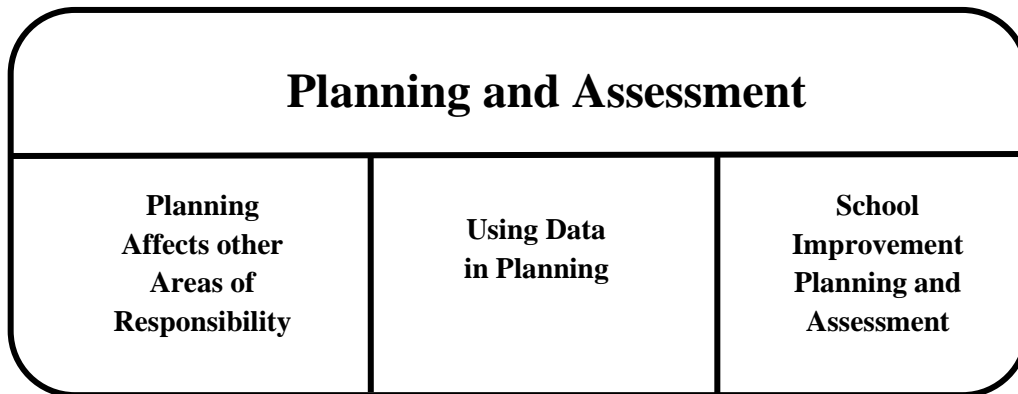 Planning and Assessment
Planning
Affects other
Areas of
Responsibility
Using Data
in Planning
School
Improvement
Planning and
Assessment